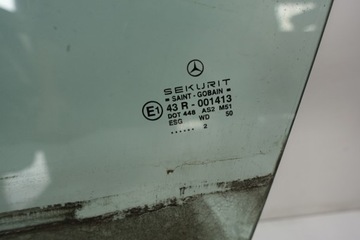 SEKURIT
= SAINT - GOBAIN =
E1 43 R - 001413
DOT 448 AS2 M51
ESG WD 50
...... 2